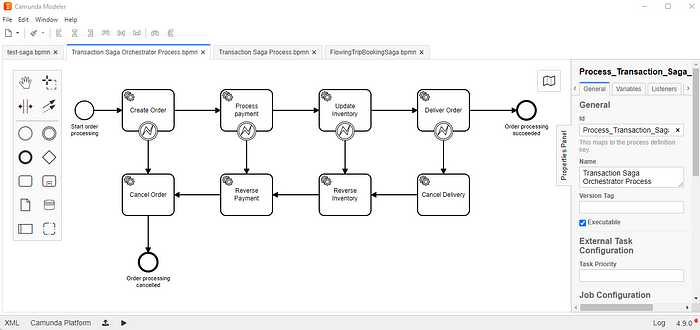 Camunda Modeler
File Edit Window Help
test-saga.bpmn
Transaction Saga Orchestrator Process.bpmn
Transaction Saga Process.bpmn
FlowingTripBookingSaga.bpmn
Start order
processing
Create Order
Process
payment
Update
Inventory
Deliver Order
Order processing
succeeded
Cancel Order
Reverse
Payment
Reverse
Inventory
Cancel Delivery
Order processing
cancelled
Properties Panel
Process_Transaction_Saga_
General Variables Listeners
General
Id
Process_Transaction_Saga
This maps to the process definition
key.
Name
Transaction Saga
Orchestrator Process
Version Tag
Executable
External Task
Configuration
Task Priority
Job Configuration
XML Camunda Platform Log 4.9.0